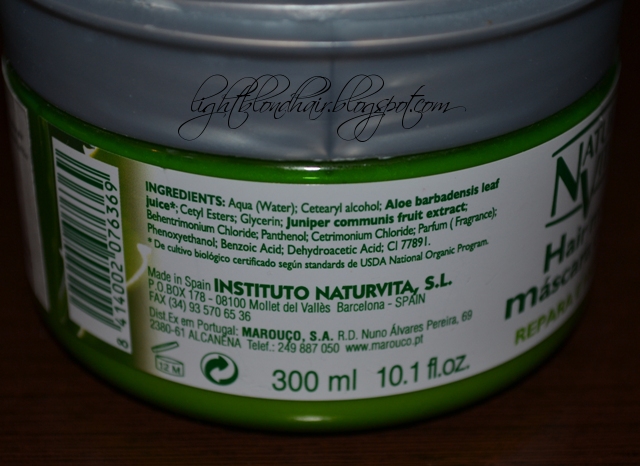 lightblondhair.blogspot.com
INGREDIENTS: Aqua (Water); Cetearyl alcohol; Aloe barbadensis leaf
juice*; Cetyl Esters; Glycerin; Juniper communis fruit extract;
Behentrimonium Chloride; Panthenol; Cetrimonium Chloride; Parfum ( Fragance);
Phenoxyethanol; Benzoic Acid; Dehydroacetic Acid; CI 77891.
* De cultivo biológico certificado según standards de USDA National Organic Program.
Made in Spain INSTITUTO NATURVITA, S.L.
P.O.BOX 178 - 08100 Mollet del Vallès Barcelona - SPAIN
FAX (34) 93 570 65 36
Dist.Ex em Portugal: MAROUÇO, S.A. R.D. Nuno Álvares Pereira, 69
2380-61 ALCANENA Telef.: 249 887 050 www.marouco.pt
12 M
300 ml 10.1 fl.oz.
8 414002 076369
Hair
REPARA